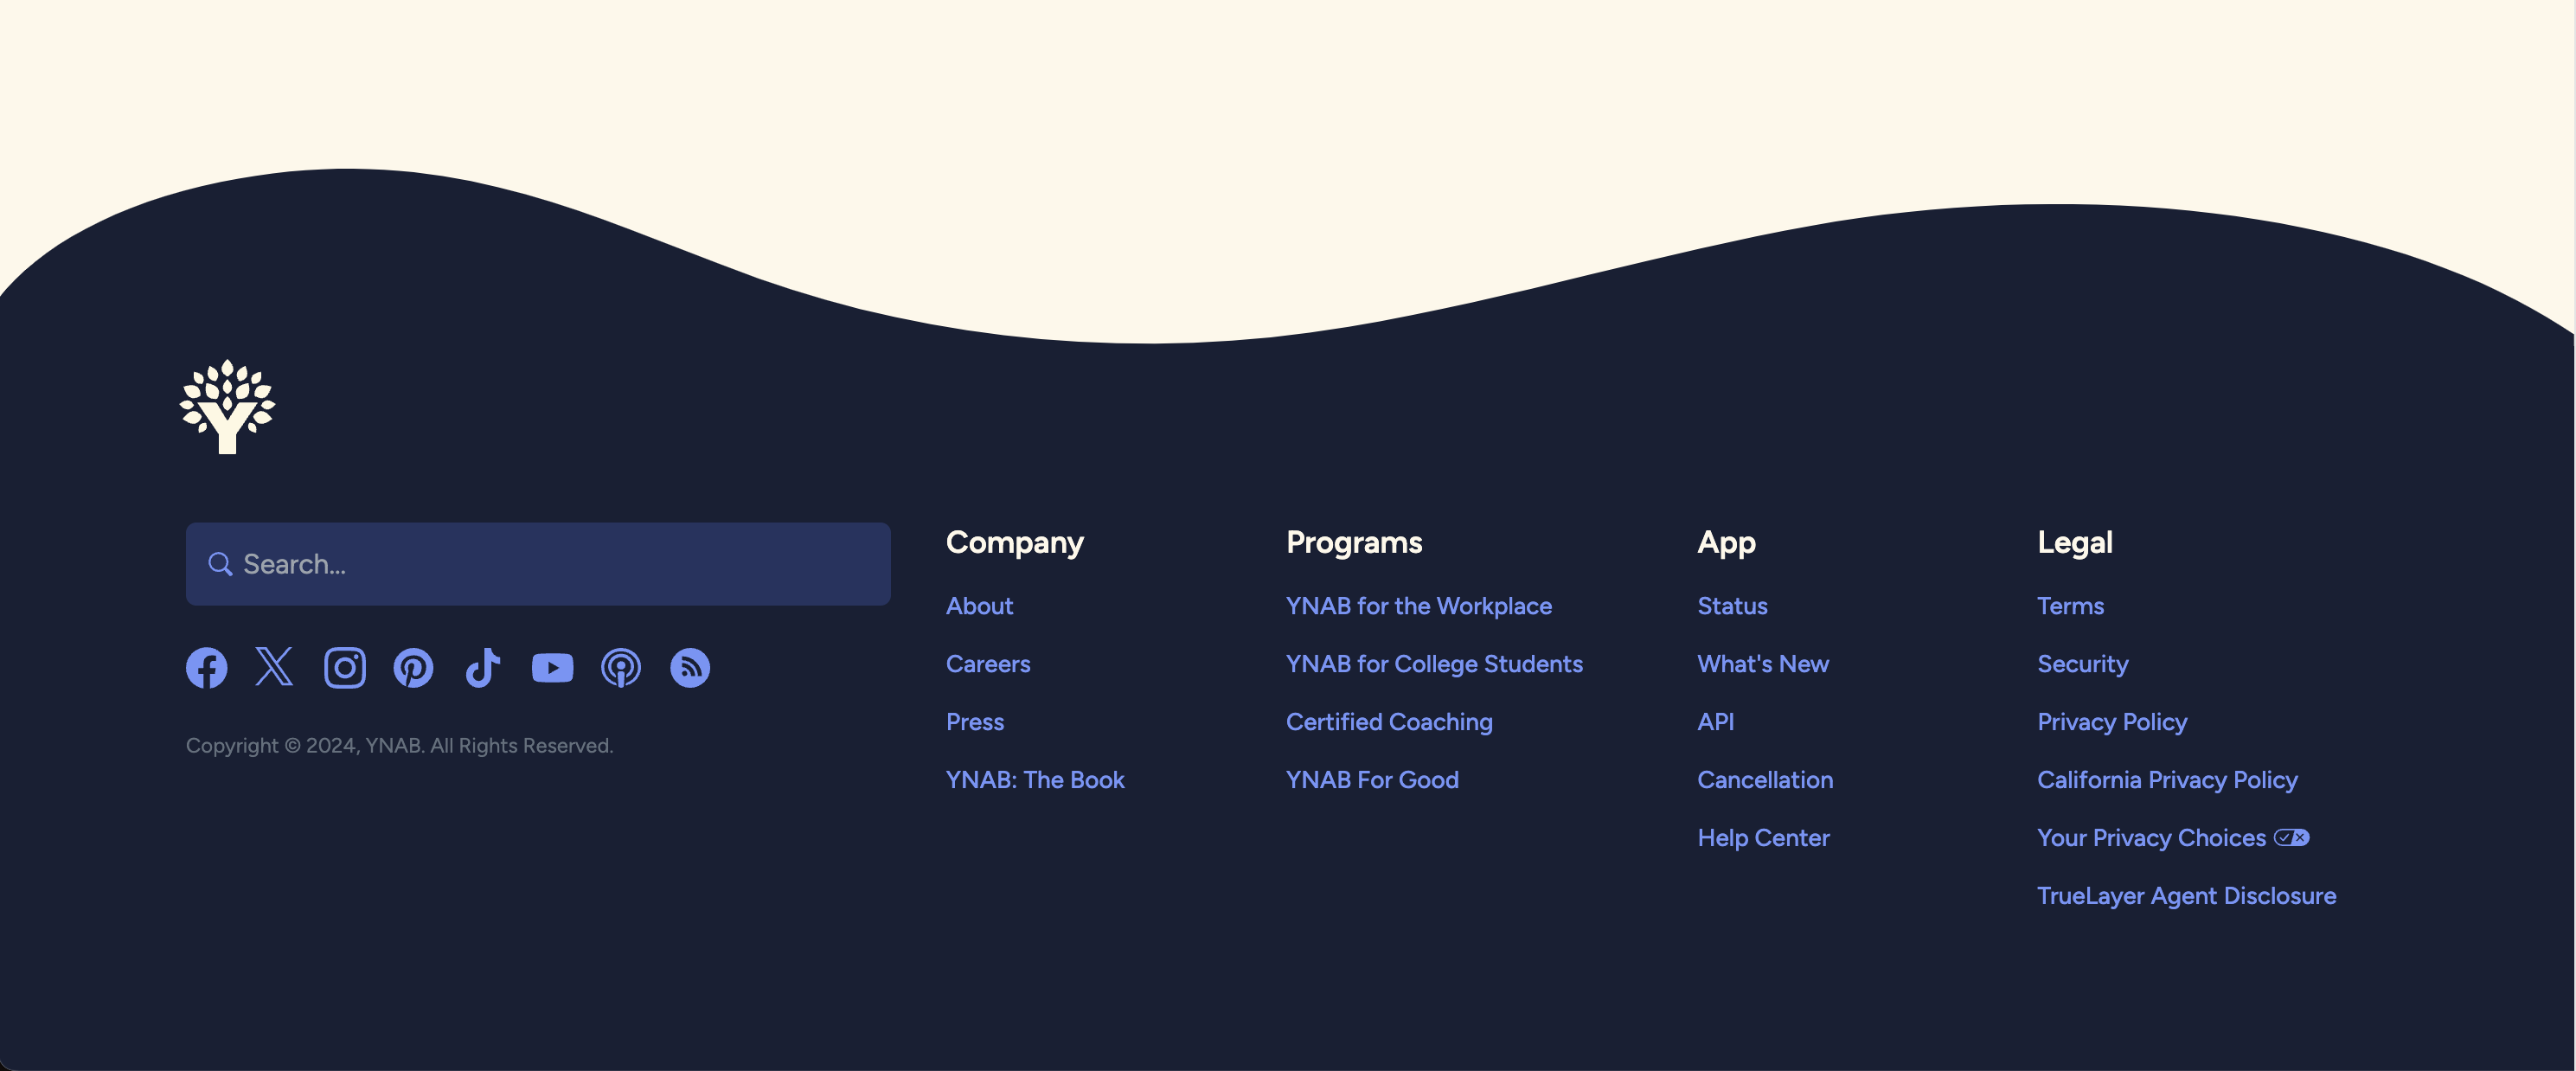 Search...
Copyright © 2024, YNAB. All Rights Reserved.
Company
About
Careers
Press
YNAB: The Book
Programs
YNAB for the Workplace
YNAB for College Students
Certified Coaching
YNAB For Good
App
Status
What's New
API
Cancellation
Help Center
Legal
Terms
Security
Privacy Policy
California Privacy Policy
Your Privacy Choices
TrueLayer Agent Disclosure